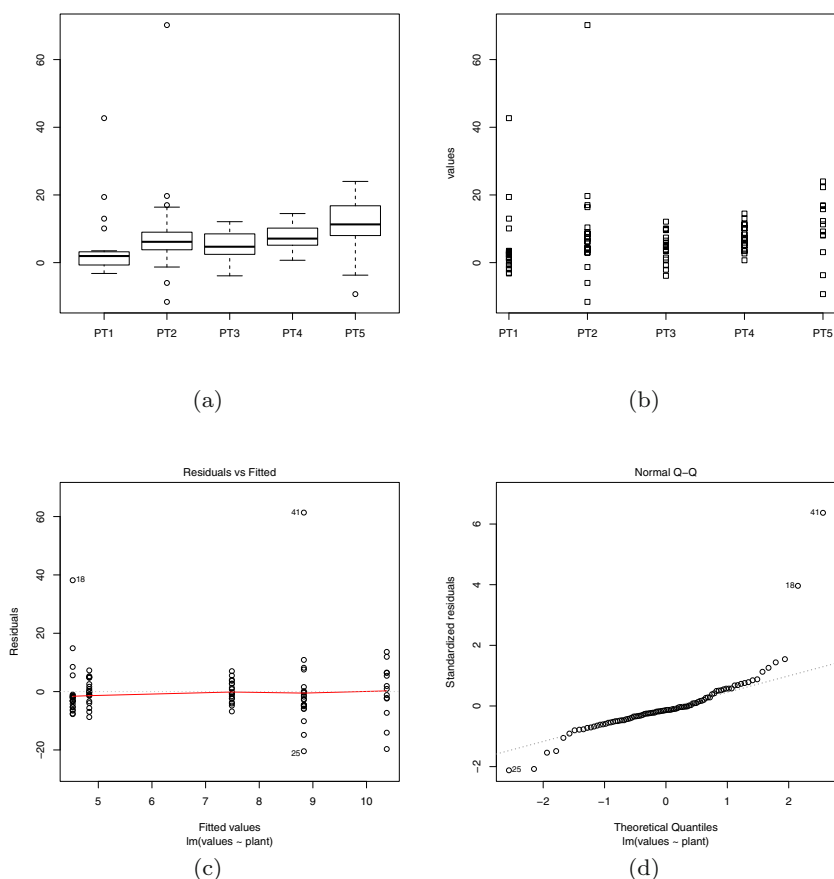 60
40
20
0
PT1 PT2 PT3 PT4 PT5
(a)
values
60
40
20
0
PT1 PT2 PT3 PT4 PT5
(b)
Residuals vs Fitted
Residuals
60
40
20
0
−20
41
18
25
5 6 7 8 9 10
Fitted values
lm(values ~ plant)
(c)
Normal Q−Q
Standardized residuals
6
4
2
0
−2
41
18
25
−2 −1 0 1 2
Theoretical Quantiles
lm(values ~ plant)
(d)